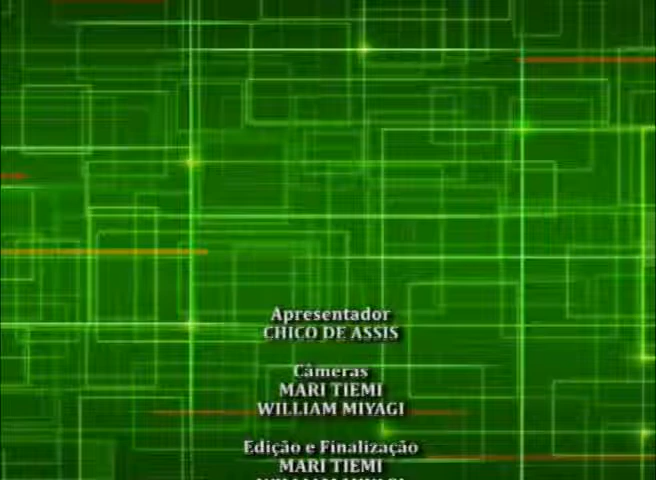 Apresentador
CHICO DE ASSIS
Câmeras
MARI TIEMI
WILLIAM MIYAGI
Edição e Finalização
MARI TIEMI